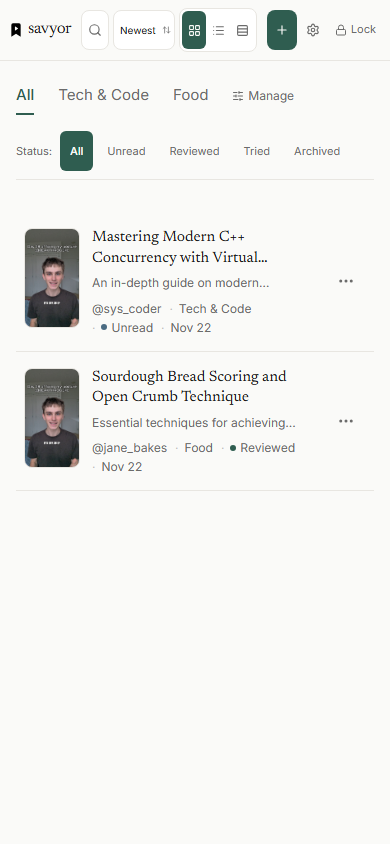 savyor
Newest
Lock
All
Tech & Code
Food
Manage
Status:
All
Unread
Reviewed
Tried
Archived
Mastering Modern C++
Concurrency with Virtual...
An in-depth guide on modern...
@sys_coder · Tech & Code
· Unread · Nov 22
Sourdough Bread Scoring and
Open Crumb Technique
Essential techniques for achieving...
@jane_bakes · Food · Reviewed
· Nov 22